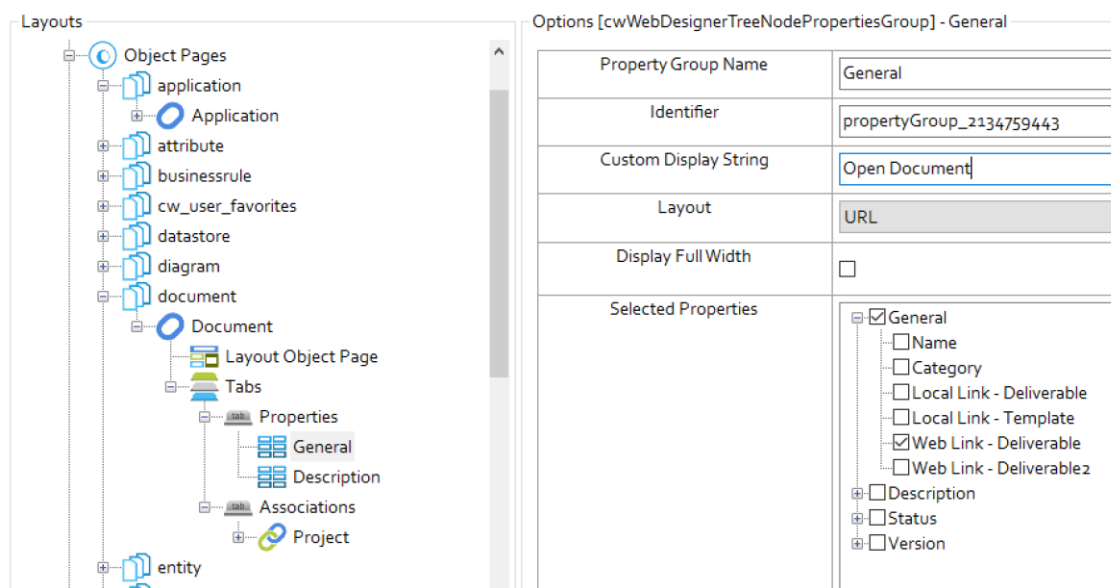 Layouts
Object Pages
application
Application
attribute
businessrule
cw_user_favorites
datastore
diagram
document
Document
Layout Object Page
Tabs
tab Properties
General
Description
tab Associations
Project
entity
Options [cwWebDesignerTreeNodePropertiesGroup] - General
Property Group Name General
Identifier propertyGroup_2134759443
Custom Display String Open Document
Layout URL
Display Full Width
Selected Properties
General
Name
Category
Local Link - Deliverable
Local Link - Template
Web Link - Deliverable
Web Link - Deliverable2
Description
Status
Version